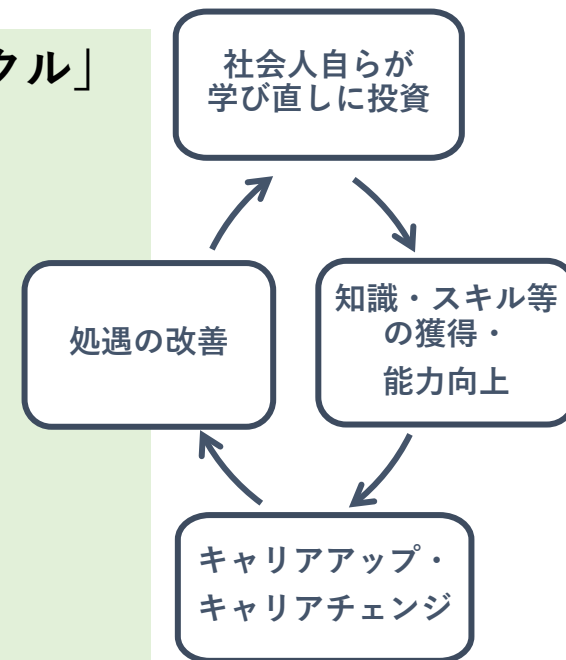 クル」
社会人自らが
学び直しに投資
知識・スキル等
の獲得・
能力向上
キャリアアップ・
キャリアチェンジ
処遇の改善